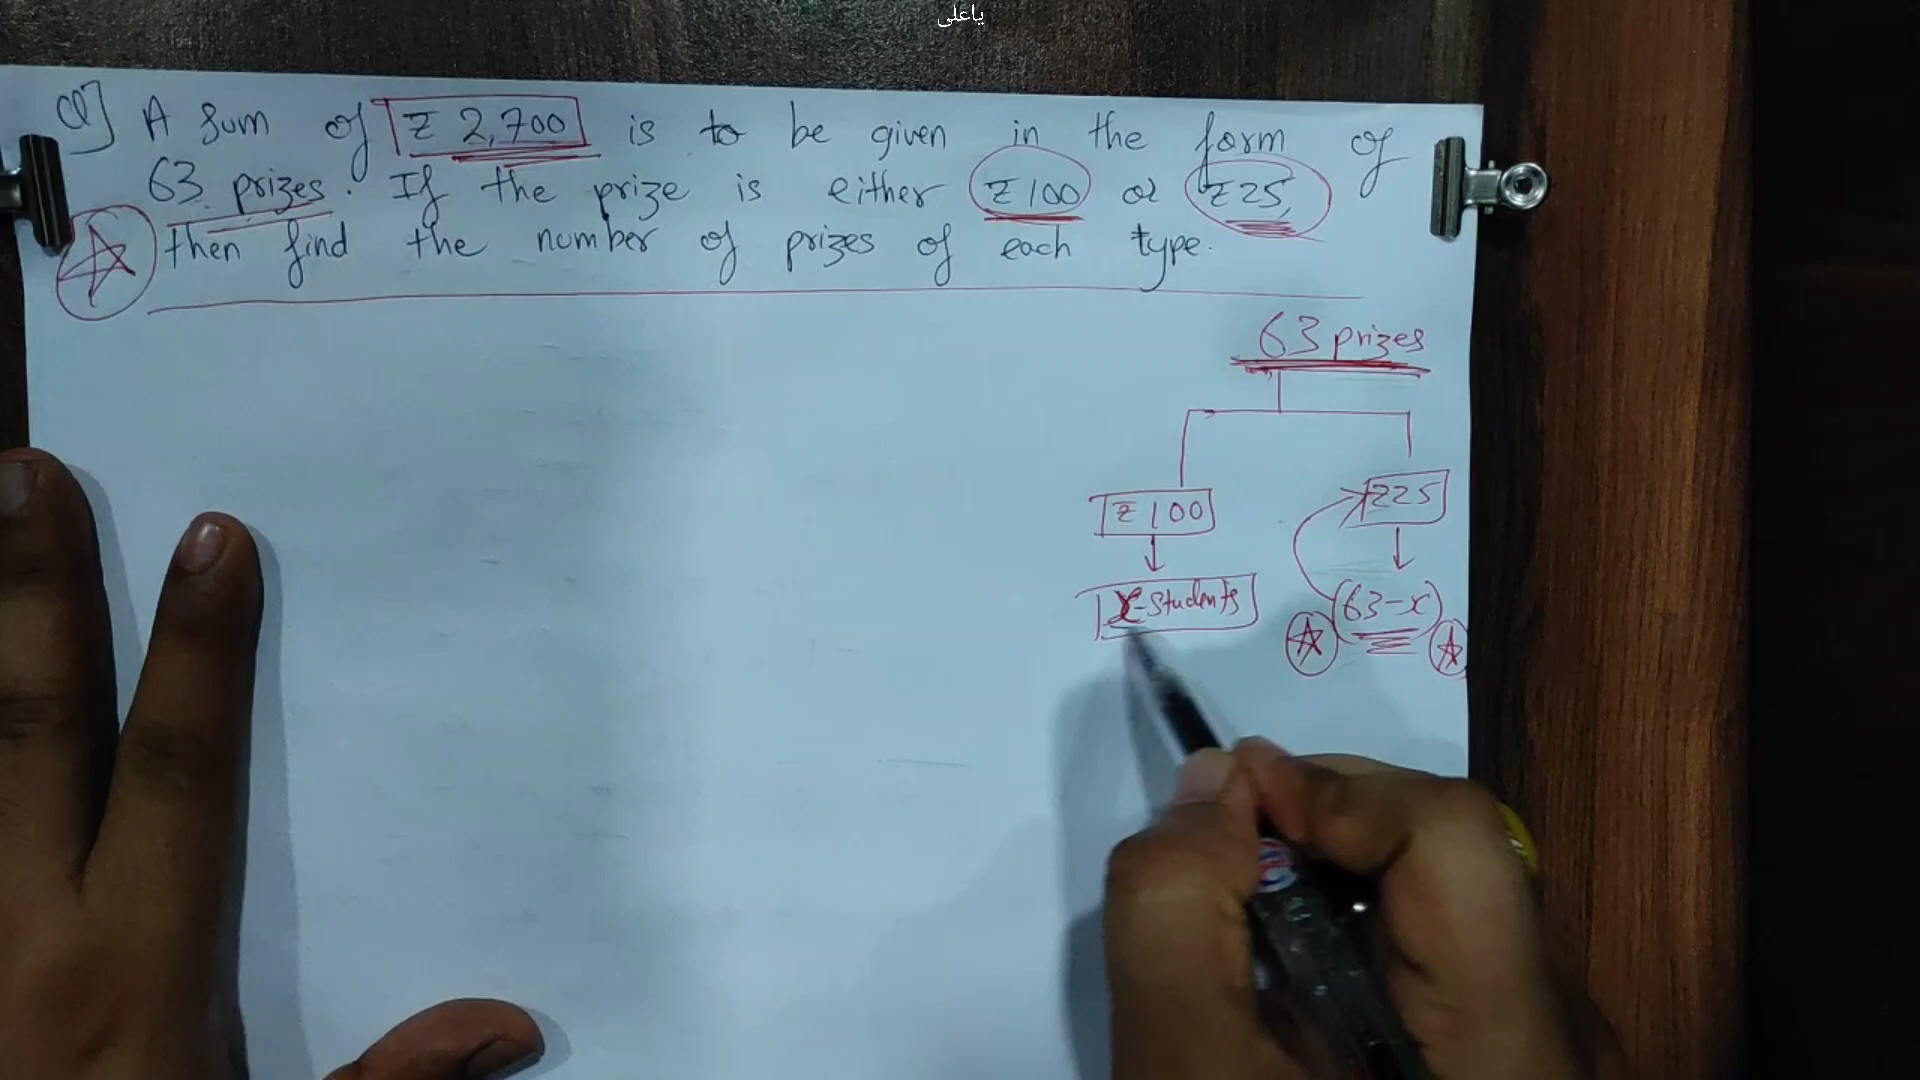 ياعلى
Q] A sum of ₹ 2,700 is to be given in the form of
63 prizes. If the prize is either ₹100 or ₹25,
then find the number of prizes of each type.
63 prizes
₹100 ₹25
x-students (63-x)